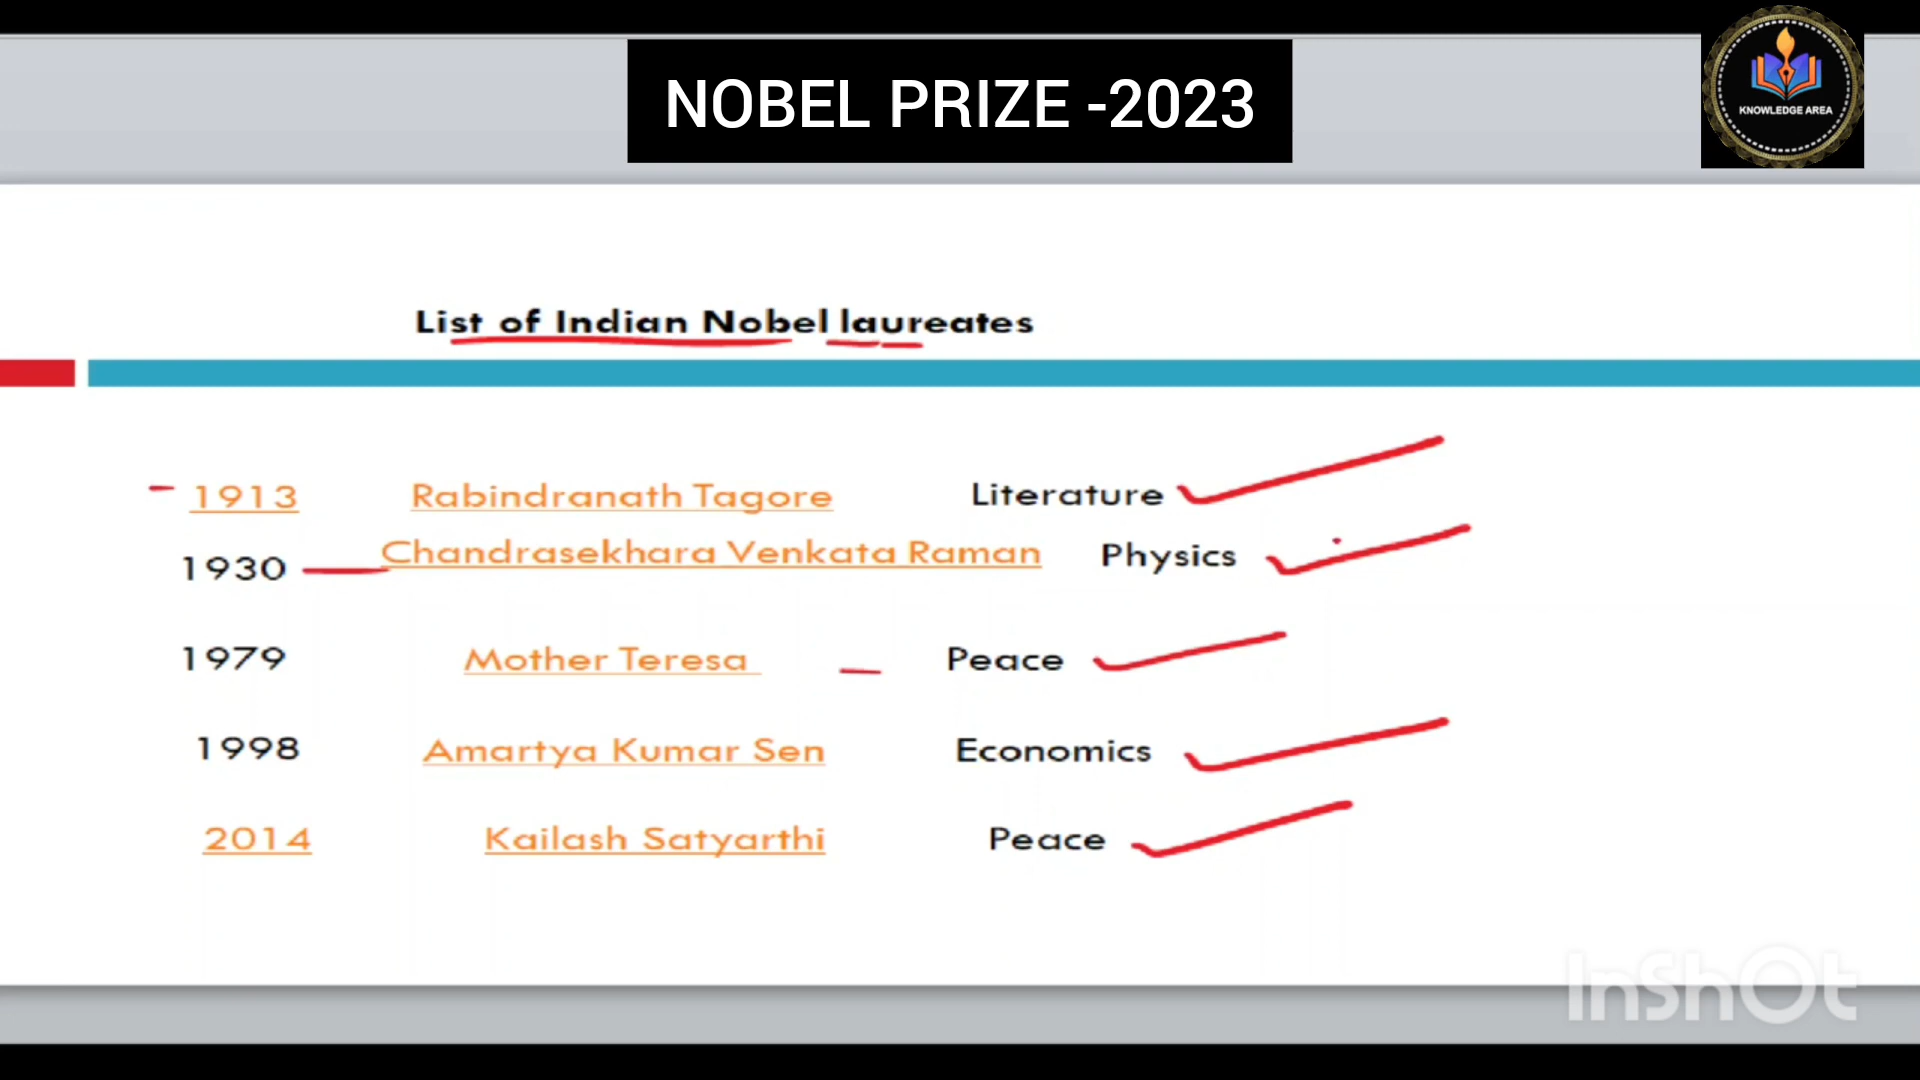 NOBEL PRIZE -2023
KNOWLEDGE AREA
List of Indian Nobel laureates
1913 Rabindranath Tagore Literature
1930 Chandrasekhara Venkata Raman Physics
1979 Mother Teresa Peace
1998 Amartya Kumar Sen Economics
2014 Kailash Satyarthi Peace
InShOt